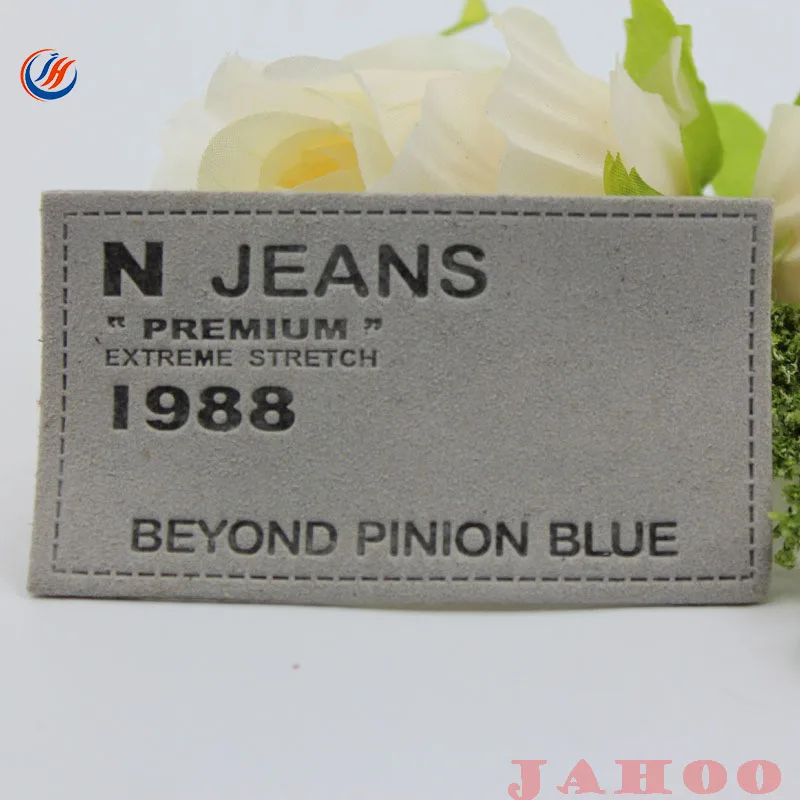 N JEANS
“ PREMIUM ”
EXTREME STRETCH
1988
BEYOND PINION BLUE
JAHOO